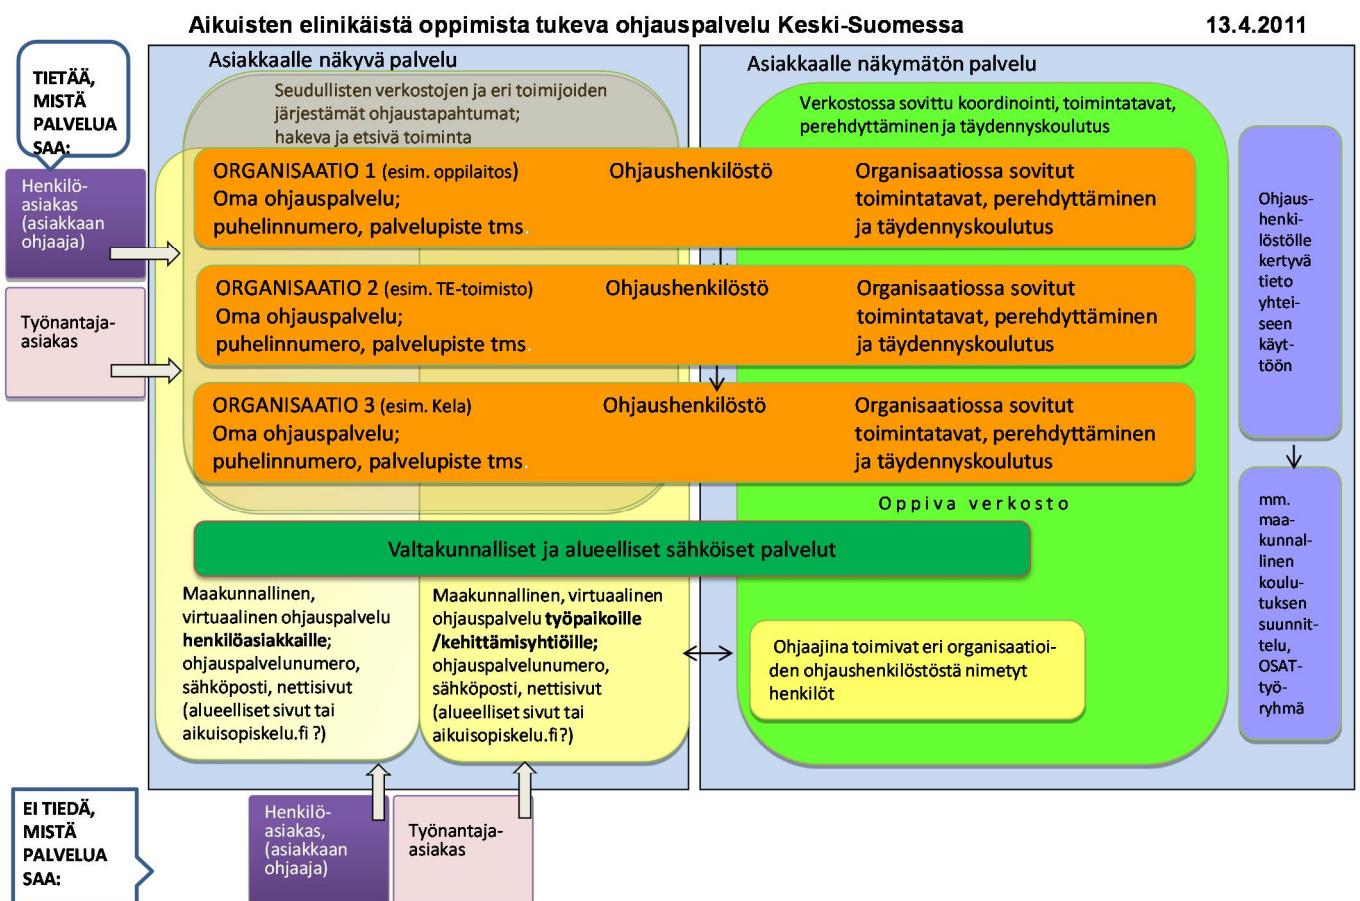 Aikuisten elinikäistä oppimista tukeva ohjauspalvelu Keski-Suomessa
13.4.2011
TIETÄÄ,
MISTÄ
PALVELUA
SAA:
Henkilö-
asiakas
(asiakkaan
ohjaaja)
Työnantaja-
asiakas
Asiakkaalle näkyvä palvelu
Seudullisten verkostojen ja eri toimijoiden
järjestämät ohjaustapahtumat;
hakeva ja etsivä toiminta
Asiakkaalle näkymätön palvelu
Verkostossa sovittu koordinointi, toimintatavat,
perehdyttäminen ja täydennyskoulutus
ORGANISAATIO 1 (esim. oppilaitos)
Oma ohjauspalvelu;
puhelinnumero, palvelupiste tms.
Ohjaushenkilöstö
Organisaatiossa sovitut
toimintatavat, perehdyttäminen
ja täydennyskoulutus
ORGANISAATIO 2 (esim. TE-toimisto)
Oma ohjauspalvelu;
puhelinnumero, palvelupiste tms.
Ohjaushenkilöstö
Organisaatiossa sovitut
toimintatavat, perehdyttäminen
ja täydennyskoulutus
ORGANISAATIO 3 (esim. Kela)
Oma ohjauspalvelu;
puhelinnumero, palvelupiste tms.
Ohjaushenkilöstö
Organisaatiossa sovitut
toimintatavat, perehdyttäminen
ja täydennyskoulutus
Oppiva verkosto
Valtakunnalliset ja alueelliset sähköiset palvelut
Maakunnallinen,
virtuaalinen ohjauspalvelu
henkilöasiakkaille;
ohjauspalvelunumero,
sähköposti, nettisivut
(alueelliset sivut tai
aikuisopiskelu.fi ?)
Maakunnallinen, virtuaalinen
ohjauspalvelu työpaikoille
/kehittämisyhtiöille;
ohjauspalvelunumero,
sähköposti, nettisivut
(alueelliset sivut tai
aikuisopiskelu.fi?)
Ohjaajina toimivat eri organisaatioi-
den ohjaushenkilöstöstä nimetyt
henkilöt
Ohjaus-
henki-
löstölle
kertyvä
tieto
yhtei-
seen
käyt-
töön
mm.
maa-
kunnal-
linen
koulu-
tuksen
suunnit-
telu,
OSAT-
työ-
ryhmä
EI TIEDÄ,
MISTÄ
PALVELUA
SAA:
Henkilö-
asiakas,
(asiakkaan
ohjaaja)
Työnantaja-
asiakas